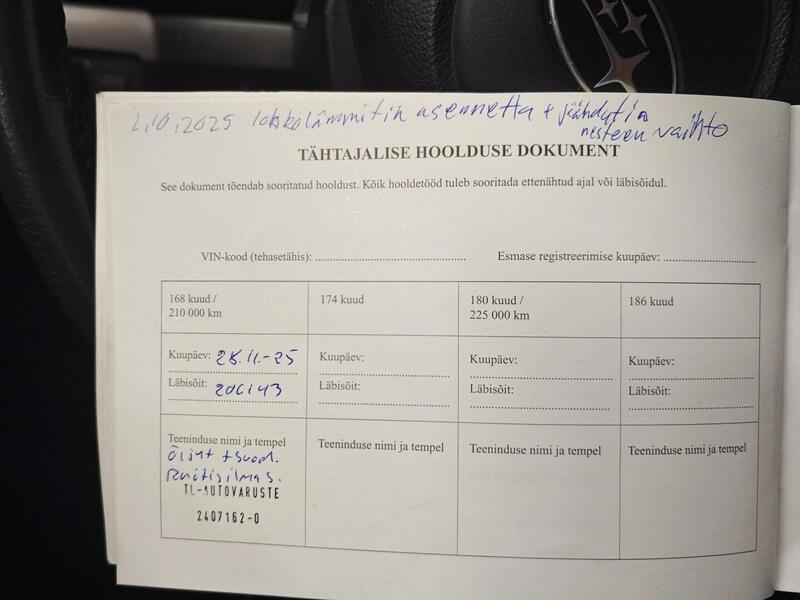 2.10.2025 lohkolämmitin asennettu + jäähdytin
nesteen vaihto
TÄHTAJALISE HOOLDUSE DOKUMENT
See dokument tõendab sooritatud hooldust. Kõik hooldetööd tuleb sooritada ettenähtud ajal või läbisõidul.
VIN-kood (tehasetähis):
Esmase registreerimise kuupäev:
168 kuud /
210 000 km
174 kuud
180 kuud /
225 000 km
186 kuud
Kuupäev: 28.11.-25
Kuupäev:
Kuupäev:
Kuupäev:
Läbisõit: 206143
Läbisõit:
Läbisõit:
Läbisõit:
Teeninduse nimi ja tempel
Öljyt + suod.
Raitisilma s.
TL-AUTOVARUSTE
2407162-0
Teeninduse nimi ja tempel
Teeninduse nimi ja tempel
Teeninduse nimi ja tempel